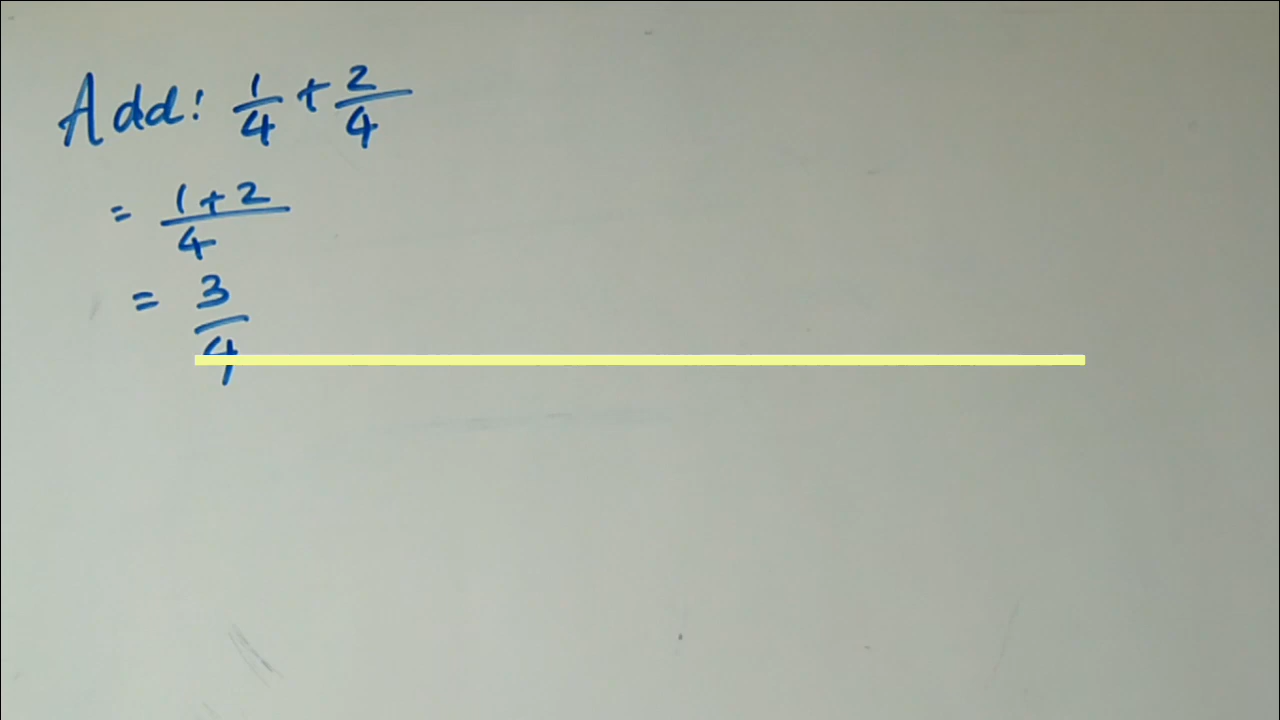 Add: 1/4 + 2/4
= 1+2/4
= 3/4